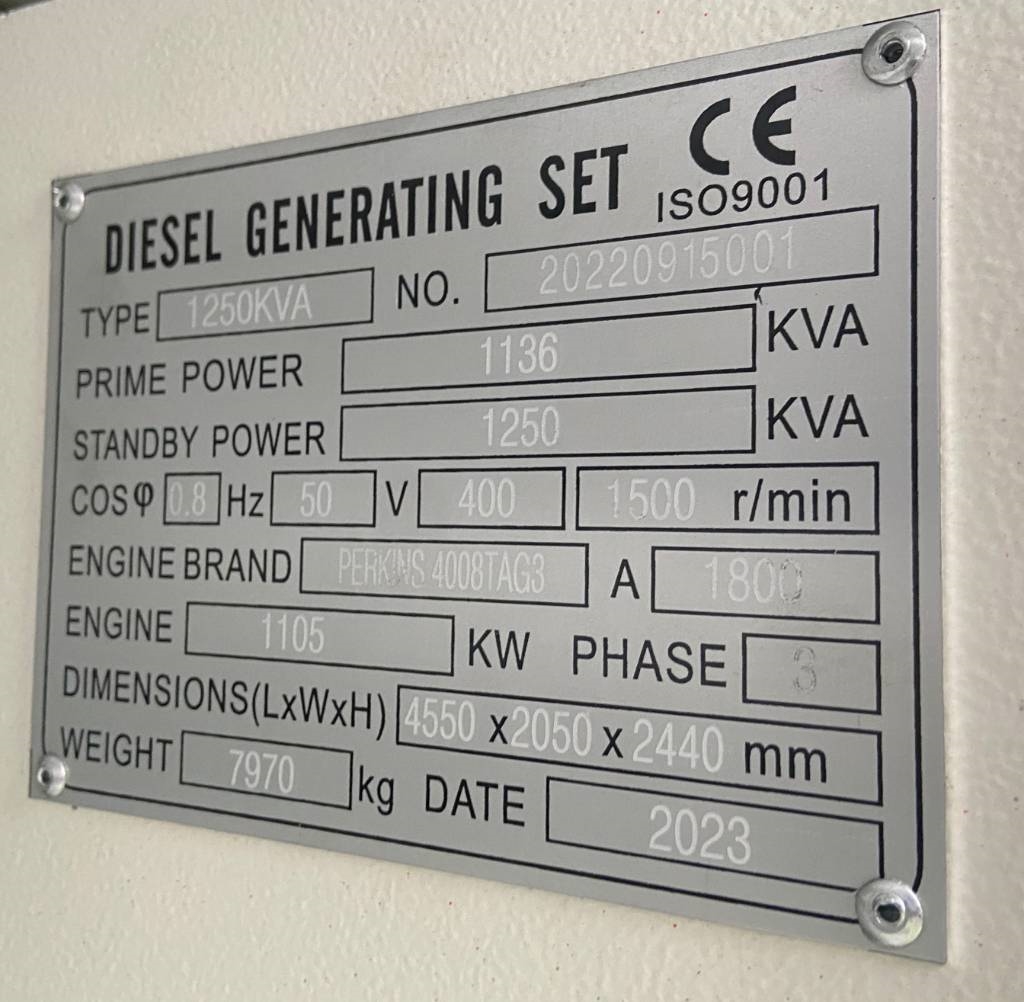 DIESEL GENERATING SET CE
ISO9001
TYPE 1250KVA NO. 20220915001
PRIME POWER 1136 KVA
STANDBY POWER 1250 KVA
COSφ 0.8 Hz 50 V 400 1500 r/min
ENGINE BRAND PERKINS 4008TAG3 A 1800
ENGINE 1105 KW PHASE 3
DIMENSIONS(LxWxH) 4550 x 2050 x 2440 mm
WEIGHT 7970 kg DATE 2023